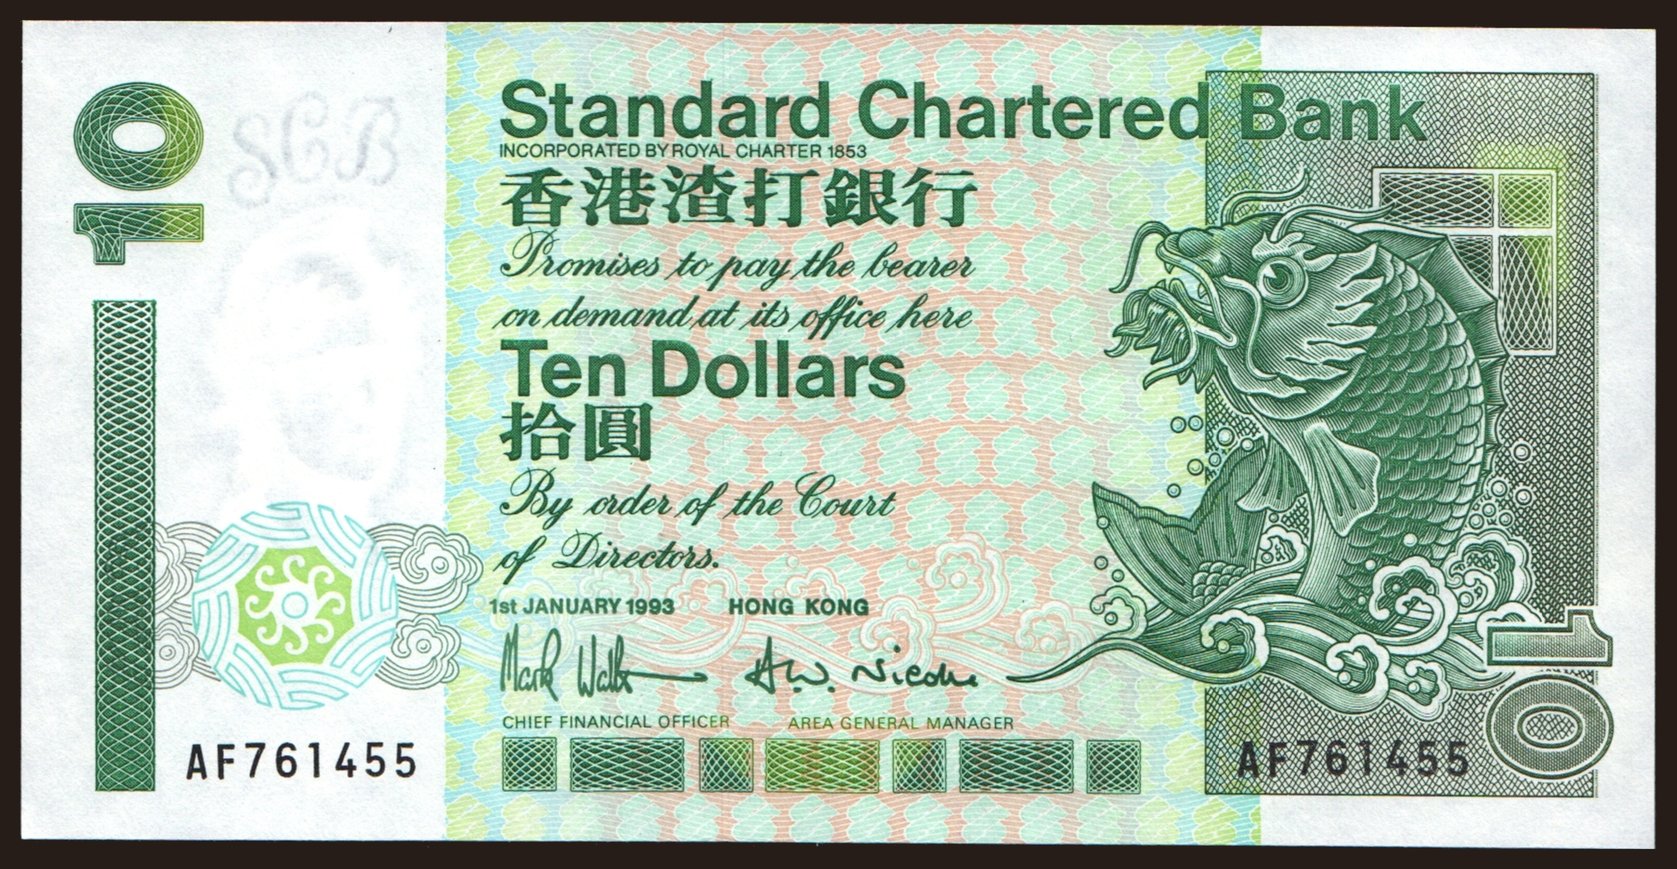 10
SCB
Standard Chartered Bank
INCORPORATED BY ROYAL CHARTER 1853
香港渣打銀行
Promises to pay the bearer
on demand at its office here
Ten Dollars
拾圓
By order of the Court
of Directors.
1st JANUARY 1993 HONG KONG
CHIEF FINANCIAL OFFICER AREA GENERAL MANAGER
AF761455
AF761455
10